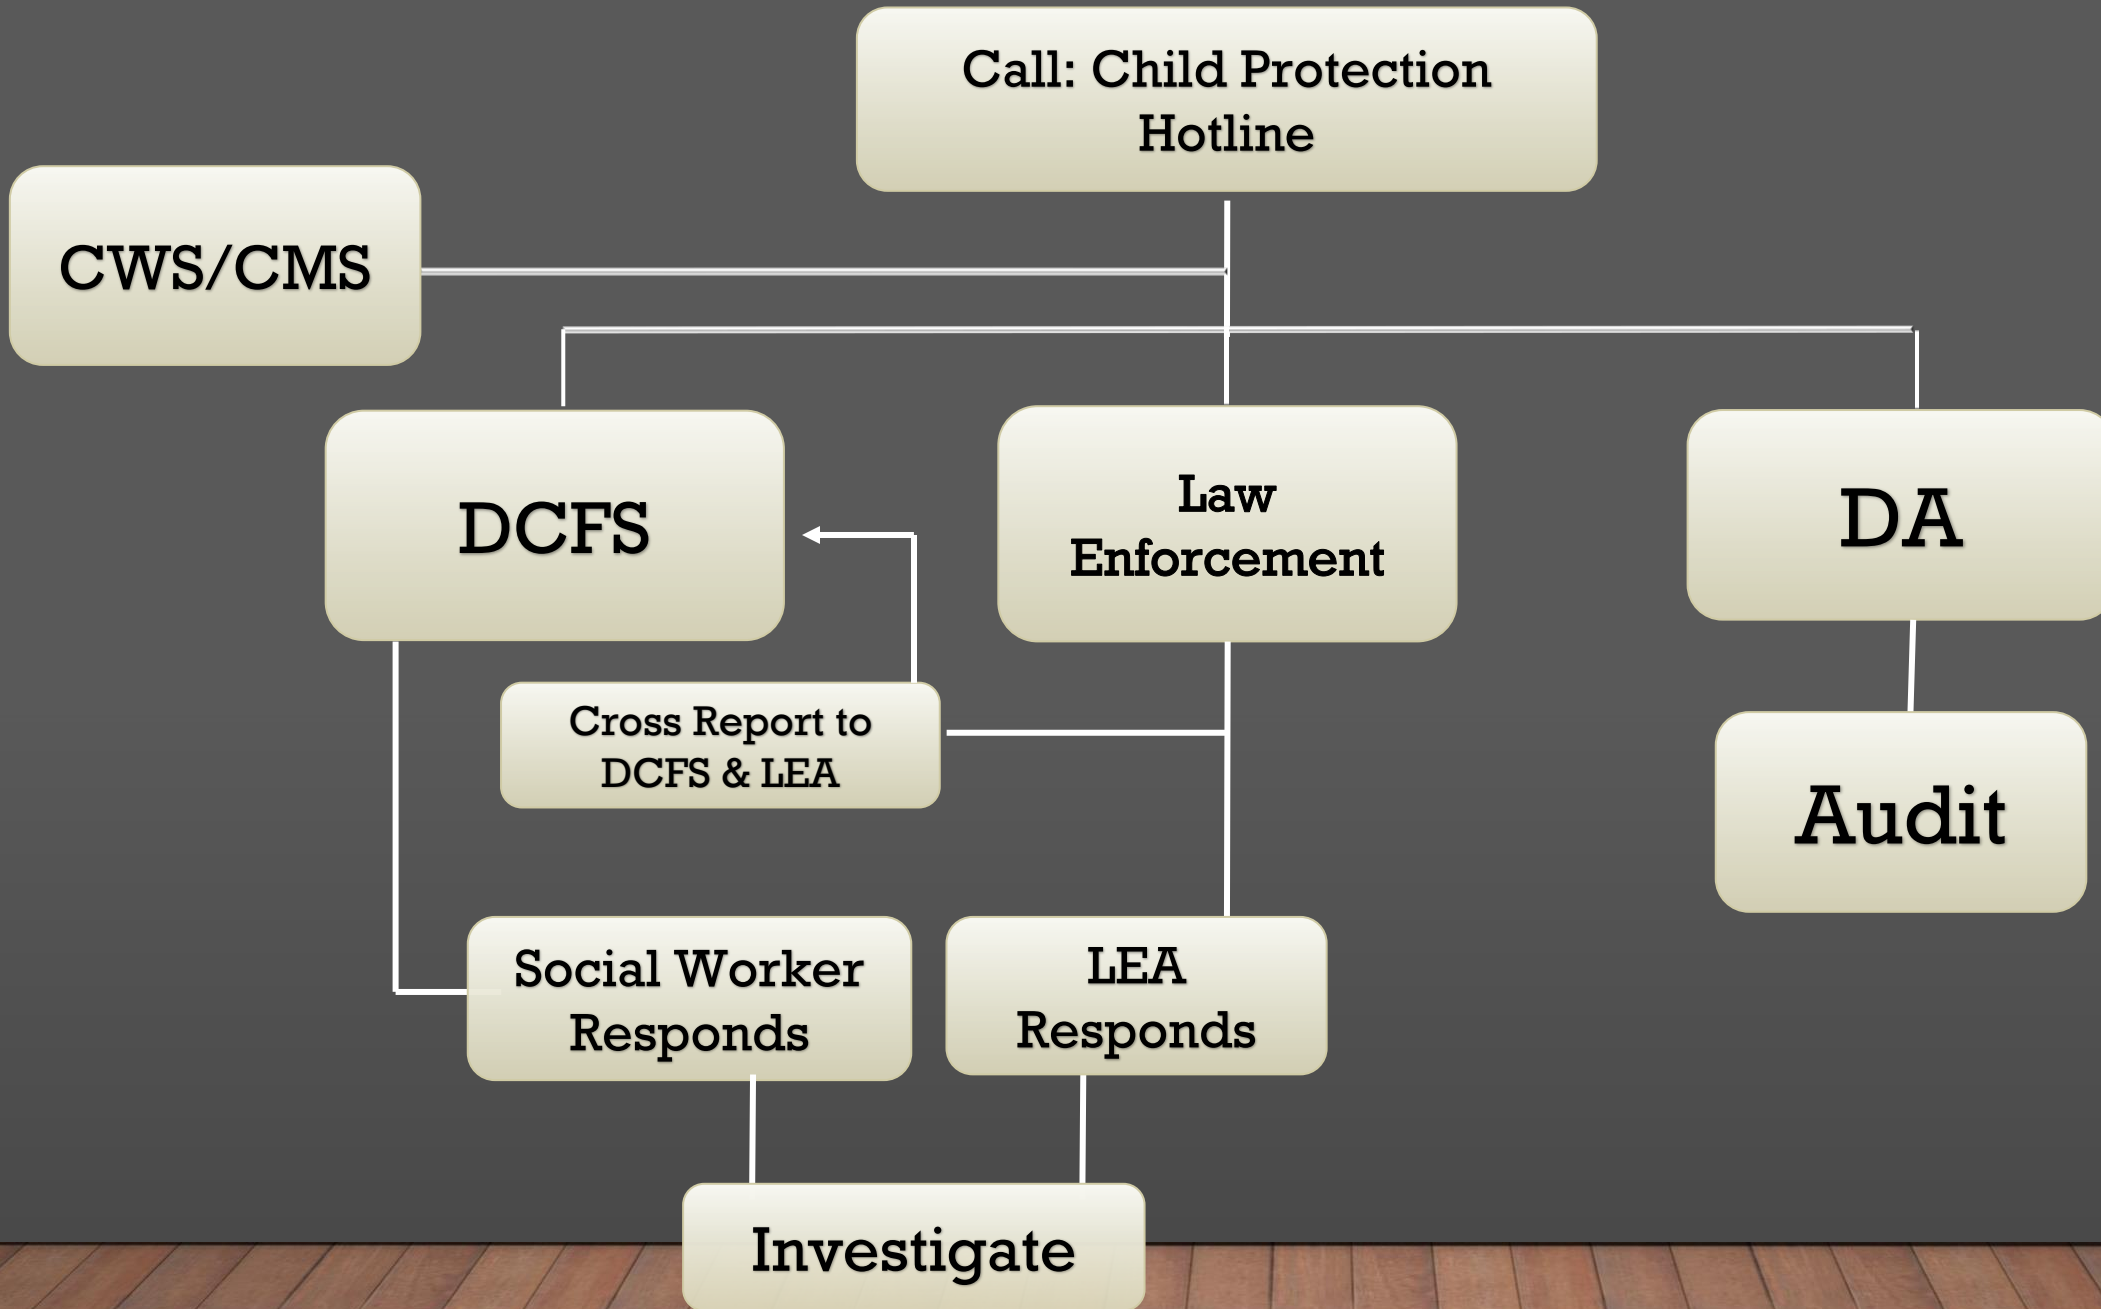 Call: Child Protection
Hotline
CWS/CMS
DCFS
Law
Enforcement
DA
Cross Report to
DCFS & LEA
Audit
Social Worker
Responds
LEA
Responds
Investigate